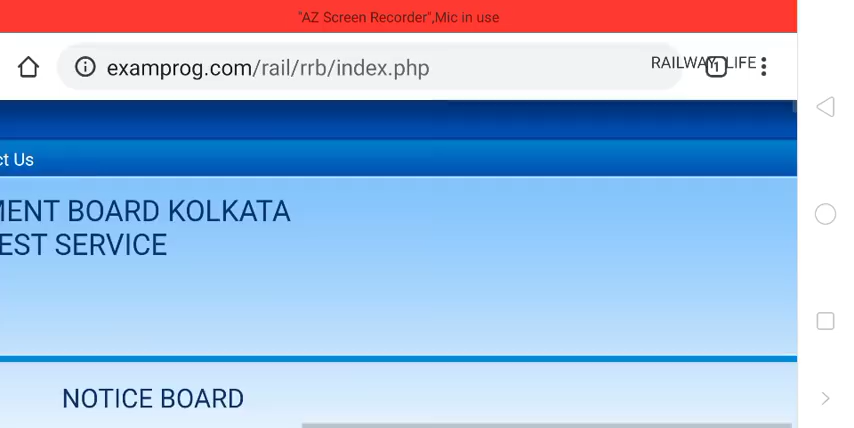 "AZ Screen Recorder",Mic in use
examprog.com/rail/rrb/index.php
RAILWAY LIFE
1
ct Us
MENT BOARD KOLKATA
EST SERVICE
NOTICE BOARD